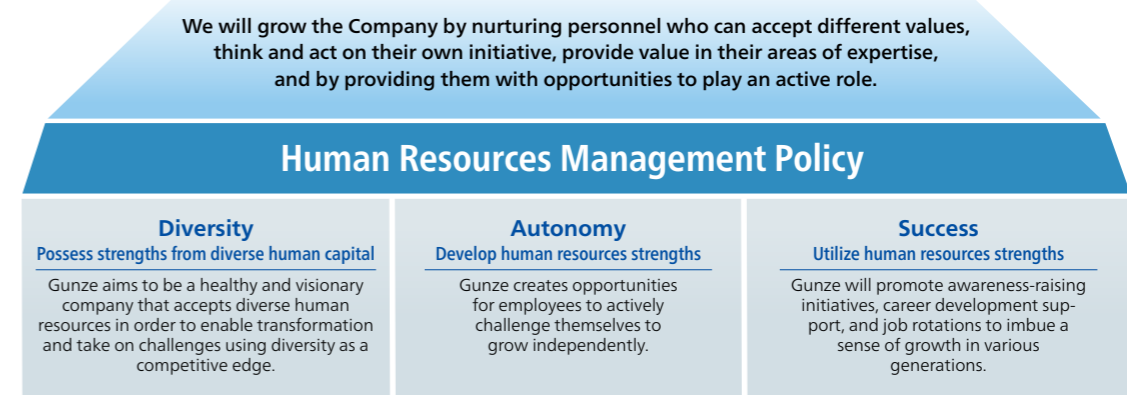 We will grow the Company by nurturing personnel who can accept different values,
think and act on their own initiative, provide value in their areas of expertise,
and by providing them with opportunities to play an active role.
Human Resources Management Policy
Diversity
Possess strengths from diverse human capital
Gunze aims to be a healthy and visionary
company that accepts diverse human
resources in order to enable transformation
and take on challenges using diversity as a
competitive edge.
Autonomy
Develop human resources strengths
Gunze creates opportunities
for employees to actively
challenge themselves to
grow independently.
Success
Utilize human resources strengths
Gunze will promote awareness-raising
initiatives, career development sup-
port, and job rotations to imbue a
sense of growth in various
generations.